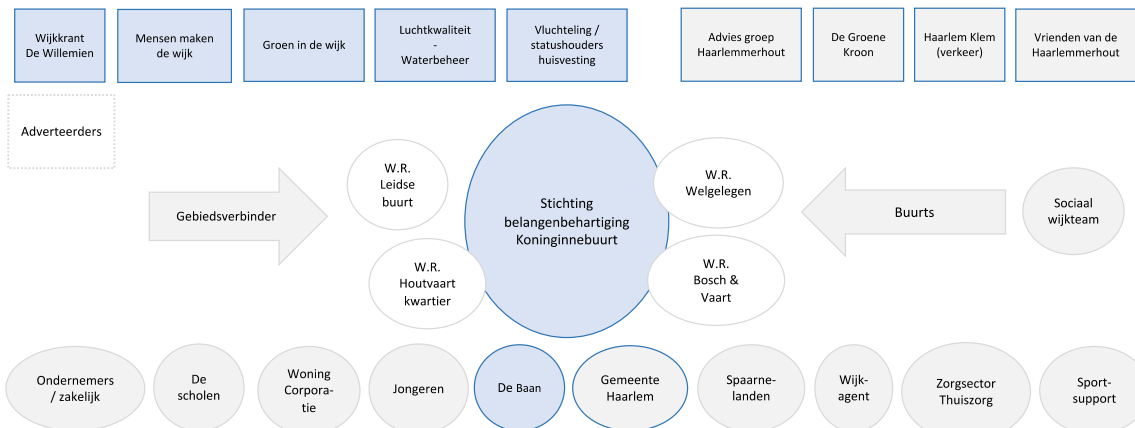 Wijkkrant
De Willemien
Mensen maken
de wijk
Groen in de wijk
Luchtkwaliteit
-
Waterbeheer
Vluchteling /
statushouders
huisvesting
Advies groep
Haarlemmerhout
De Groene
Kroon
Haarlem Klem
(verkeer)
Vrienden van de
Haarlemmerhout
Adverteerders
Gebiedsverbinder
W.R.
Leidse
buurt
W.R.
Houtvaart
kwartier
Stichting
belangenbehartiging
Koninginnebuurt
W.R.
Welgelegen
W.R.
Bosch &
Vaart
Buurts
Sociaal
wijkteam
Ondernemers
/ zakelijk
De
scholen
Woning
Corpora-
tie
Jongeren
De Baan
Gemeente
Haarlem
Spaarne-
landen
Wijk-
agent
Zorgsector
Thuiszorg
Sport-
support